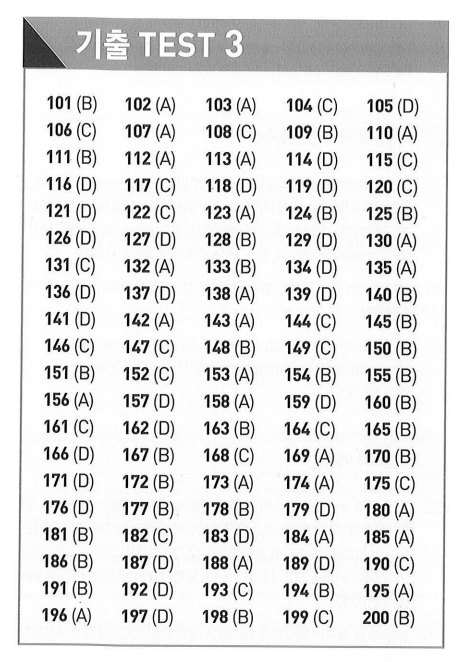 기출 TEST 3
101 (B) 102 (A) 103 (A) 104 (C) 105 (D)
106 (C) 107 (A) 108 (C) 109 (B) 110 (A)
111 (B) 112 (A) 113 (A) 114 (D) 115 (C)
116 (D) 117 (C) 118 (D) 119 (D) 120 (C)
121 (D) 122 (C) 123 (A) 124 (B) 125 (B)
126 (D) 127 (D) 128 (B) 129 (D) 130 (A)
131 (C) 132 (A) 133 (B) 134 (D) 135 (A)
136 (D) 137 (D) 138 (A) 139 (D) 140 (B)
141 (D) 142 (A) 143 (A) 144 (C) 145 (B)
146 (C) 147 (C) 148 (B) 149 (C) 150 (B)
151 (B) 152 (C) 153 (A) 154 (B) 155 (B)
156 (A) 157 (D) 158 (A) 159 (D) 160 (B)
161 (C) 162 (D) 163 (B) 164 (C) 165 (B)
166 (D) 167 (B) 168 (C) 169 (A) 170 (B)
171 (D) 172 (B) 173 (A) 174 (A) 175 (C)
176 (D) 177 (B) 178 (B) 179 (D) 180 (A)
181 (B) 182 (C) 183 (D) 184 (A) 185 (A)
186 (B) 187 (D) 188 (A) 189 (D) 190 (C)
191 (B) 192 (D) 193 (C) 194 (B) 195 (A)
196 (A) 197 (D) 198 (B) 199 (C) 200 (B)